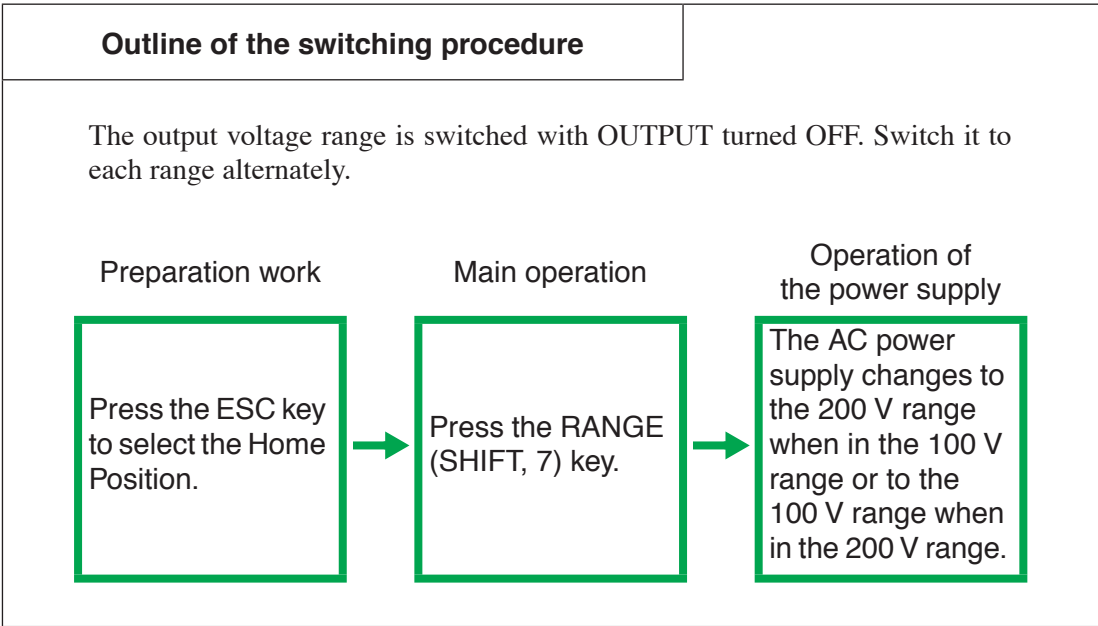 Outline of the switching procedure
The output voltage range is switched with OUTPUT turned OFF. Switch it to
each range alternately.
Preparation work
Press the ESC key
to select the Home
Position.
Main operation
Press the RANGE
(SHIFT, 7) key.
Operation of
the power supply
The AC power
supply changes to
the 200 V range
when in the 100 V
range or to the
100 V range when
in the 200 V range.